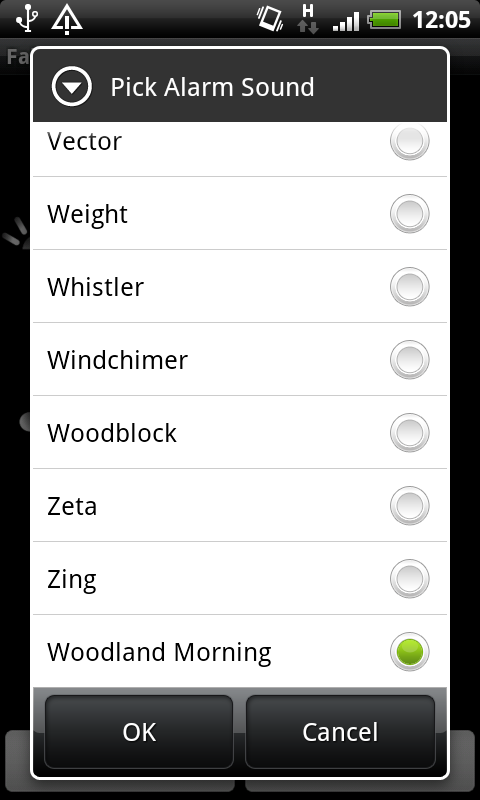 H
12:05
Fa
Pick Alarm Sound
Vector
Weight
Whistler
Windchimer
Woodblock
Zeta
Zing
Woodland Morning
OK
Cancel